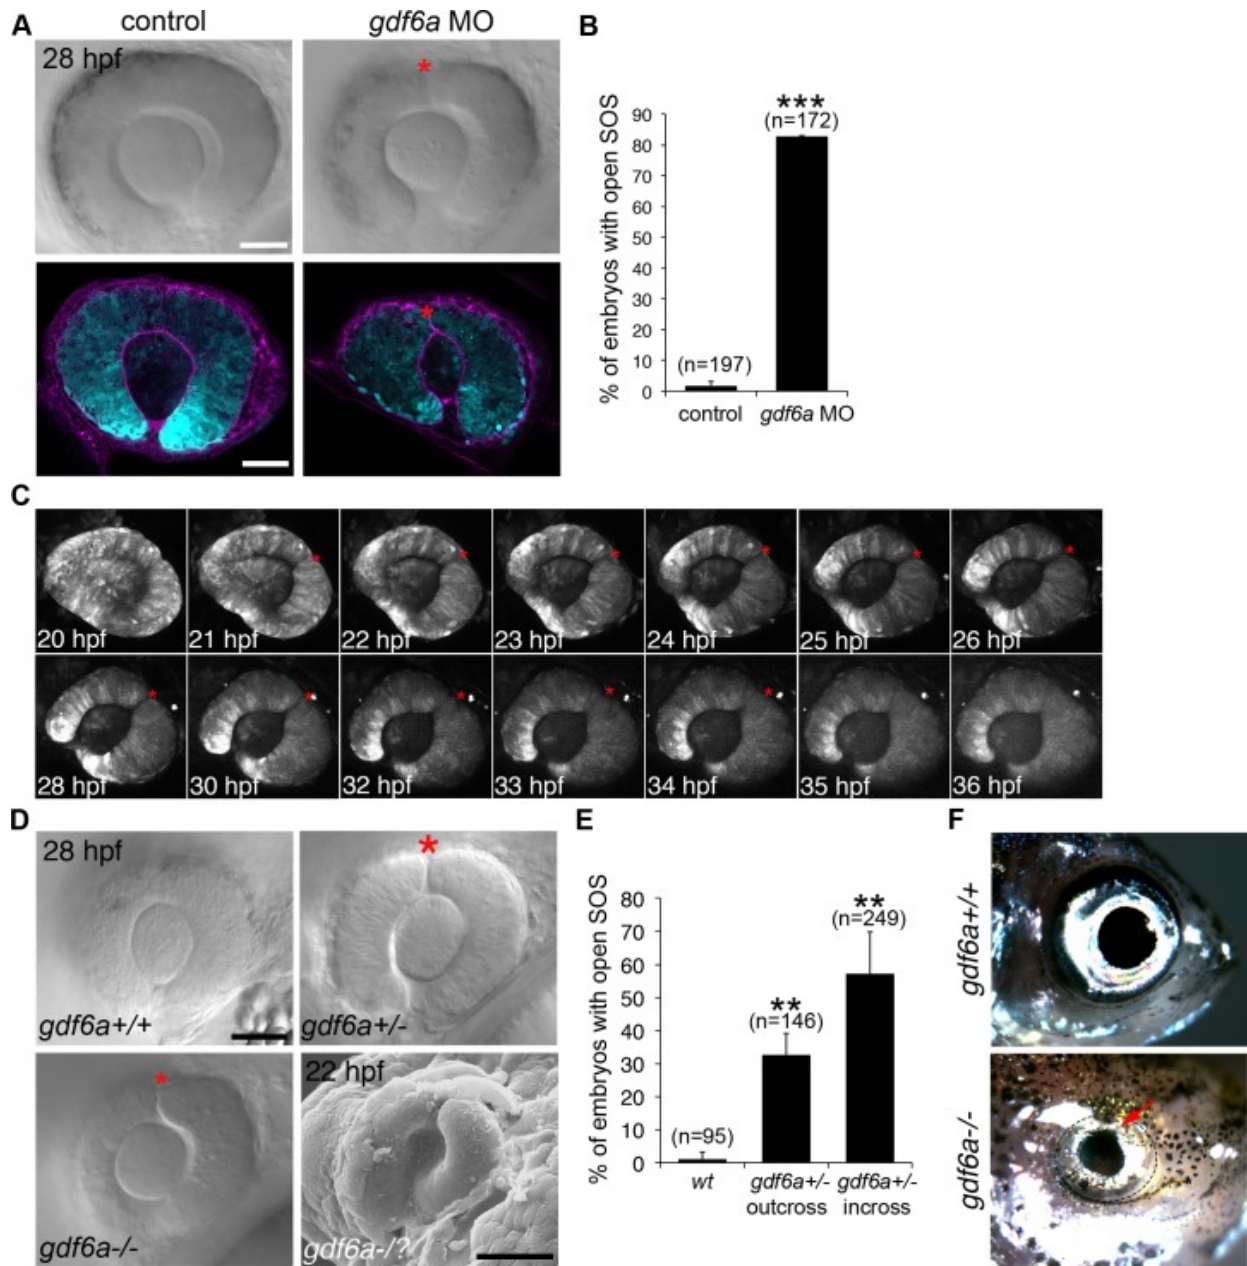 A
control
gdf6a MO
28 hpf
*
*
B
% of embryos with open SOS
90
80
70
60
50
40
30
20
10
0
(n=197)
***
(n=172)
control
gdf6a MO
C
20 hpf
21 hpf
*
22 hpf
*
23 hpf
*
24 hpf
*
25 hpf
*
26 hpf
*
28 hpf
*
30 hpf
*
32 hpf
*
33 hpf
*
34 hpf
*
35 hpf
36 hpf
D
28 hpf
gdf6a+/+
*
gdf6a+/-
*
gdf6a-/-
22 hpf
gdf6a-/?
E
% of embryos with open SOS
80
70
60
50
40
30
20
10
0
(n=95)
**
(n=146)
**
(n=249)
wt
gdf6a+/-
outcross
gdf6a+/-
incross
F
gdf6a+/+
gdf6a-/-